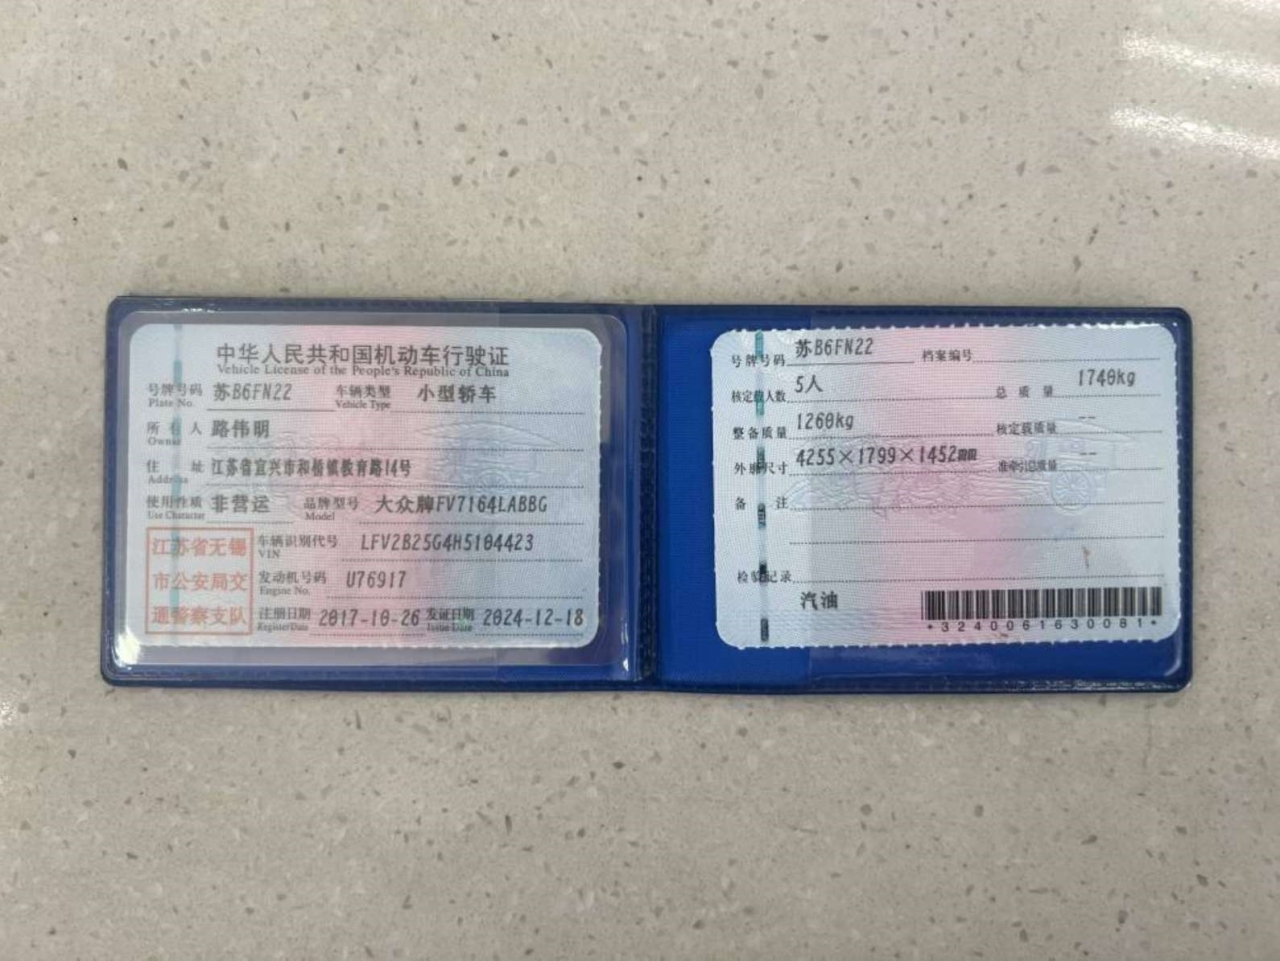 中华人民共和国机动车行驶证
Vehicle License of the People's Republic of China
号牌号码 苏B6FN22 车辆类型 小型轿车
Plate No. Vehicle Type
所有人 路伟明
Owner
住址 江苏省宜兴市和桥镇教育路14号
Address
使用性质 非营运 品牌型号 大众牌FV7164LABBG
Use Character Model
江苏省无锡
市公安局交
通警察支队
车辆识别代号 LFV2B25G4H5104423
VIN
发动机号码 U76917
Engine No.
注册日期 2017-10-26 发证日期 2024-12-18
Register Date Issue Date
号牌号码 苏B6FN22 档案编号
核定载人数 5人 总质量 1740kg
整备质量 1260kg 核定载质量 --
外廓尺寸 4255×1799×1452mm 准牵引总质量 --
备注
检验记录
汽油
*3240061630081*